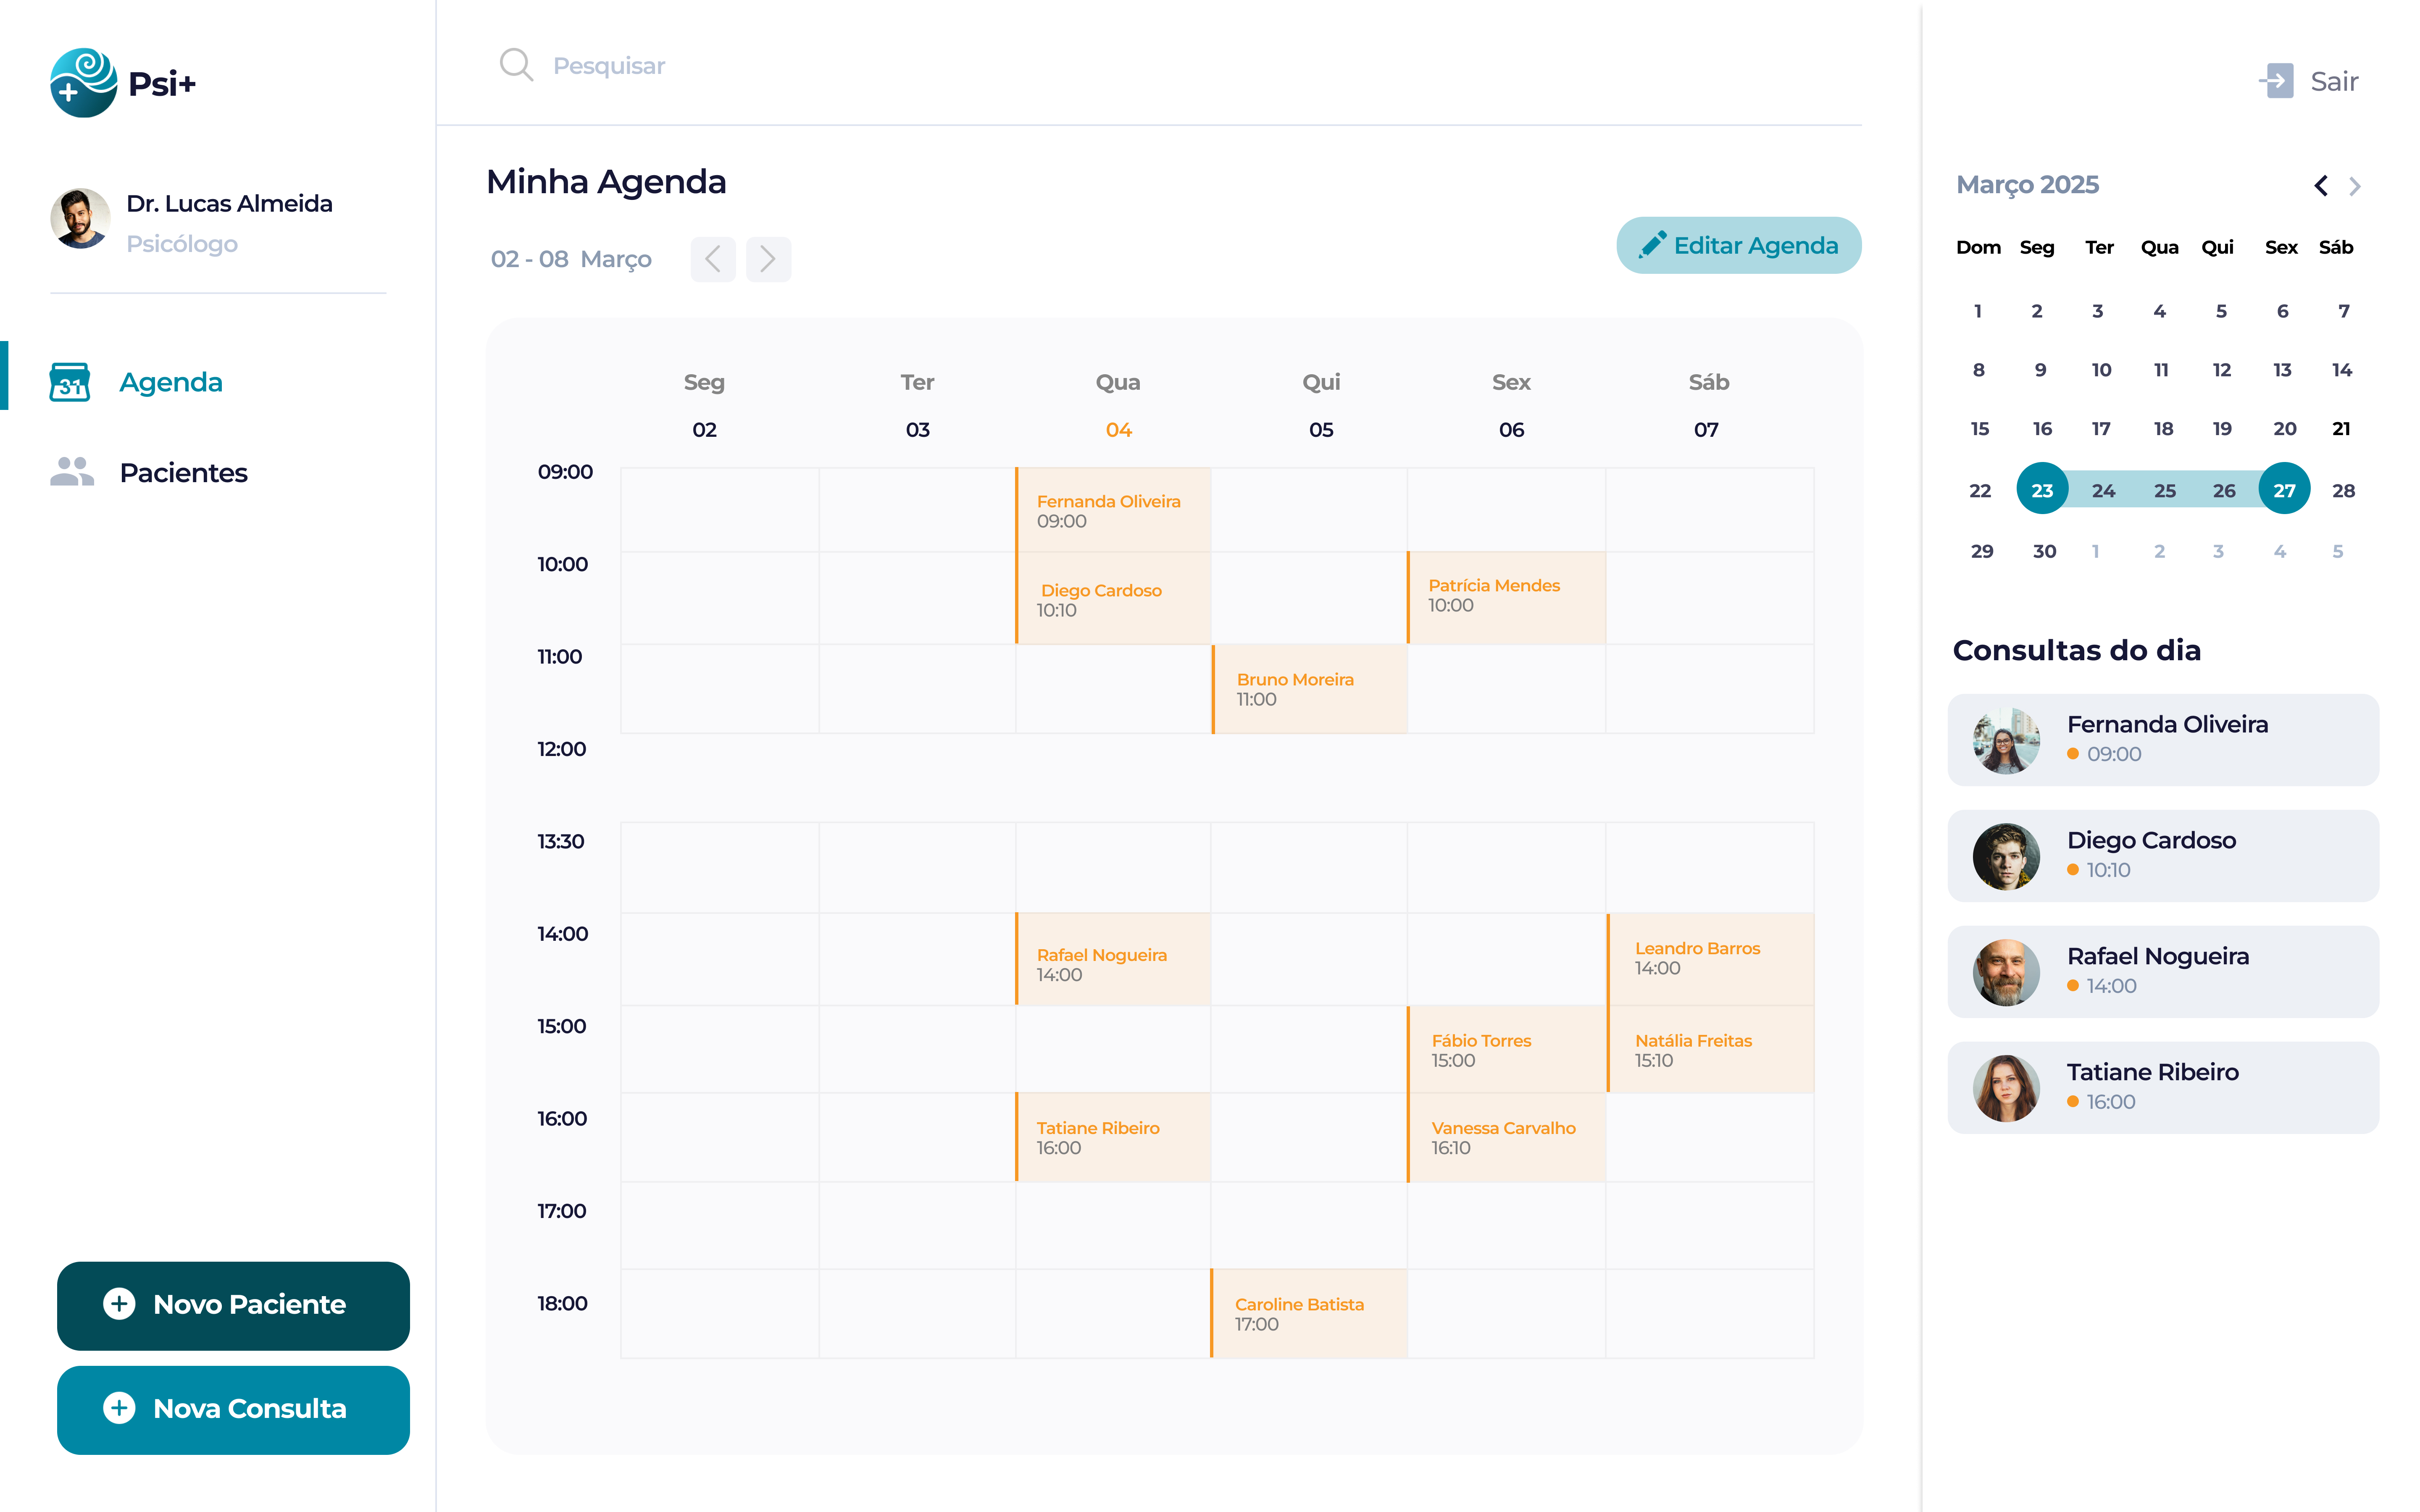 Psi+
Dr. Lucas Almeida
Psicólogo
31
Agenda
Pacientes
Novo Paciente
Nova Consulta
Pesquisar
Minha Agenda
02 - 08 Março
Editar Agenda
Seg Ter Qua Qui Sex Sáb
02 03 04 05 06 07
09:00
Fernanda Oliveira
09:00
10:00
Diego Cardoso
10:10
Patrícia Mendes
10:00
11:00
Bruno Moreira
11:00
12:00
13:30
14:00
Rafael Nogueira
14:00
Leandro Barros
14:00
15:00
Fábio Torres
15:00
Natália Freitas
15:10
16:00
Tatiane Ribeiro
16:00
Vanessa Carvalho
16:10
17:00
18:00
Caroline Batista
17:00
Sair
Março 2025
Dom Seg Ter Qua Qui Sex Sáb
1 2 3 4 5 6 7
8 9 10 11 12 13 14
15 16 17 18 19 20 21
22 23 24 25 26 27 28
29 30 1 2 3 4 5
Consultas do dia
Fernanda Oliveira
09:00
Diego Cardoso
10:10
Rafael Nogueira
14:00
Tatiane Ribeiro
16:00